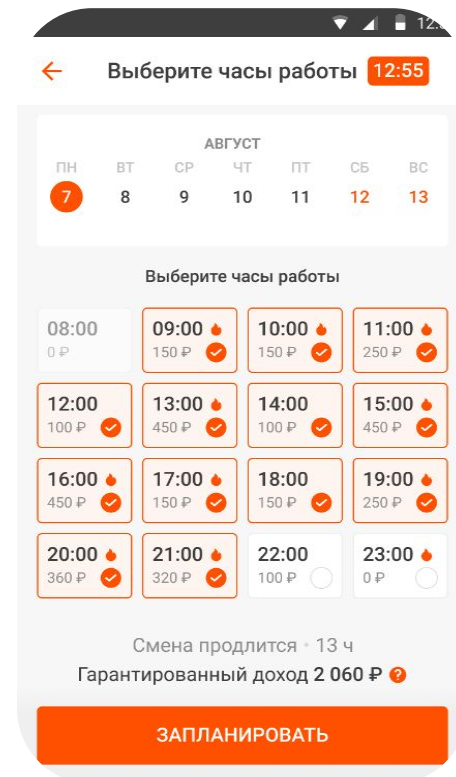 Выберите часы работы 12:55
АВГУСТ
ПН ВТ СР ЧТ ПТ СБ ВС
7 8 9 10 11 12 13
Выберите часы работы
08:00 09:00 10:00 11:00
0 ₽ 150 ₽ 150 ₽ 250 ₽
12:00 13:00 14:00 15:00
100 ₽ 450 ₽ 100 ₽ 450 ₽
16:00 17:00 18:00 19:00
450 ₽ 150 ₽ 150 ₽ 250 ₽
20:00 21:00 22:00 23:00
360 ₽ 320 ₽ 100 ₽ 0 ₽
Смена продлится · 13 ч
Гарантированный доход 2 060 ₽ ?
ЗАПЛАНИРОВАТЬ